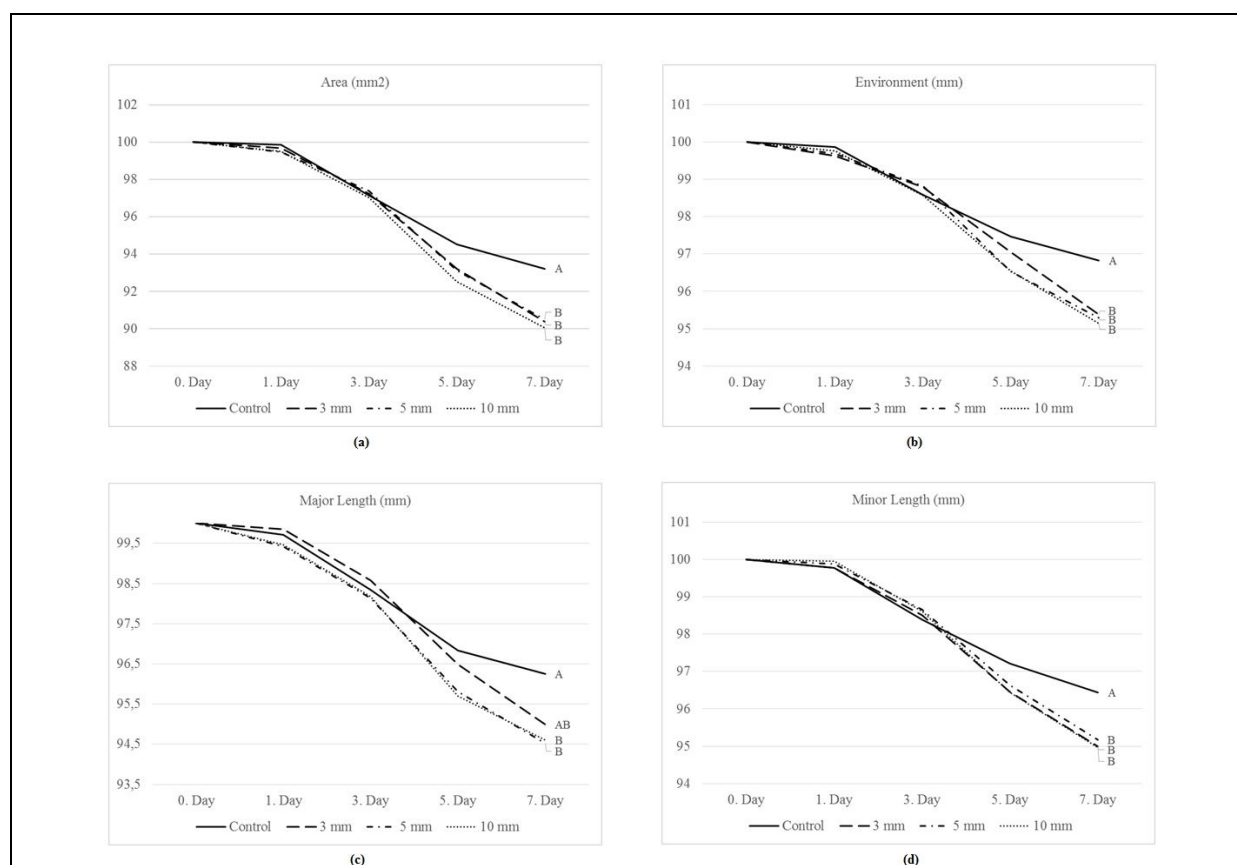 Area (mm2)
102
100
98
96
94
92
90
88
A
B
B
B
0. Day 1. Day 3. Day 5. Day 7. Day
Control 3 mm 5 mm 10 mm
(a)
Environment (mm)
101
100
99
98
97
96
95
94
A
B
B
B
0. Day 1. Day 3. Day 5. Day 7. Day
Control 3 mm 5 mm 10 mm
(b)
Major Length (mm)
99,5
98,5
97,5
96,5
95,5
94,5
93,5
A
AB
B
B
0. Day 1. Day 3. Day 5. Day 7. Day
Control 3 mm 5 mm 10 mm
(c)
Minor Length (mm)
101
100
99
98
97
96
95
94
A
B
B
B
0. Day 1. Day 3. Day 5. Day 7. Day
Control 3 mm 5 mm 10 mm
(d)